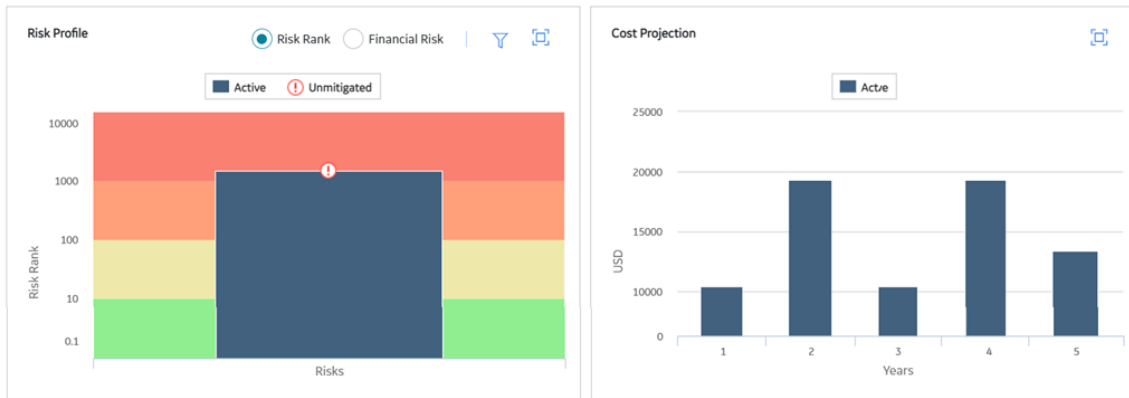 Risk Profile
Risk Rank
Financial Risk
Active
Unmitigated
10000
1000
100
10
0.1
Risk Rank
Risks
Cost Projection
Active
25000
20000
15000
10000
0
USD
1
2
3
4
5
Years